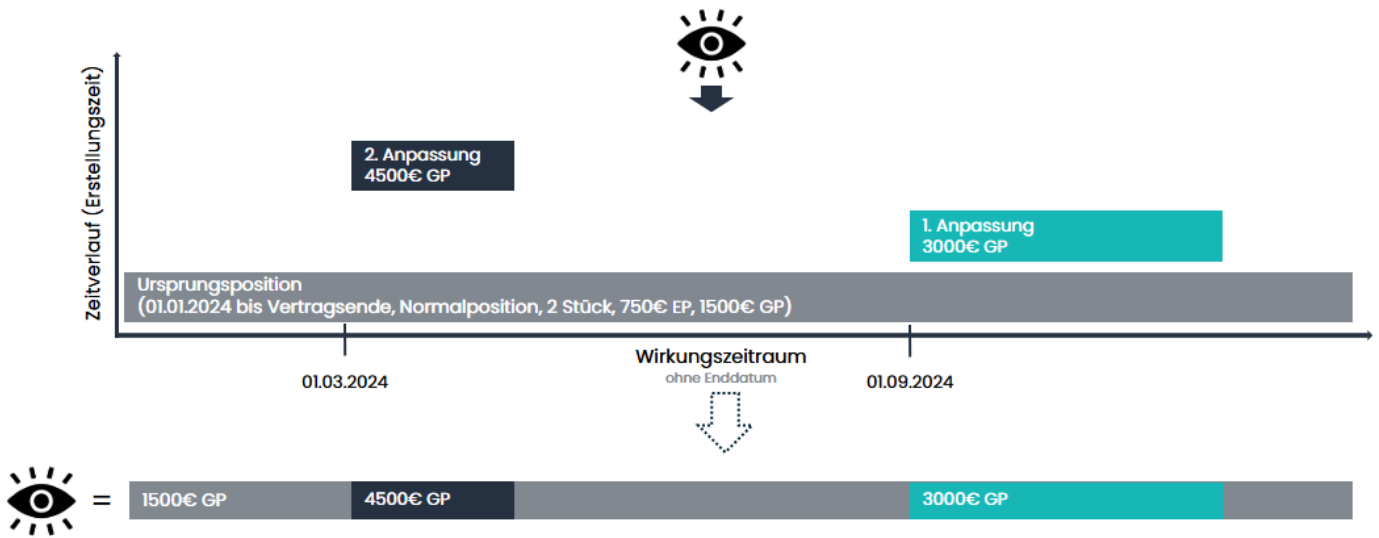 Zeitverlauf (Erstellungszeit)
2. Anpassung
4500€ GP
1. Anpassung
3000€ GP
Ursprungsposition
(01.01.2024 bis Vertragsende, Normalposition, 2 Stück, 750€ EP, 1500€ GP)
Wirkungszeitraum
ohne Enddatum
01.03.2024
01.09.2024
=
1500€ GP
4500€ GP
3000€ GP